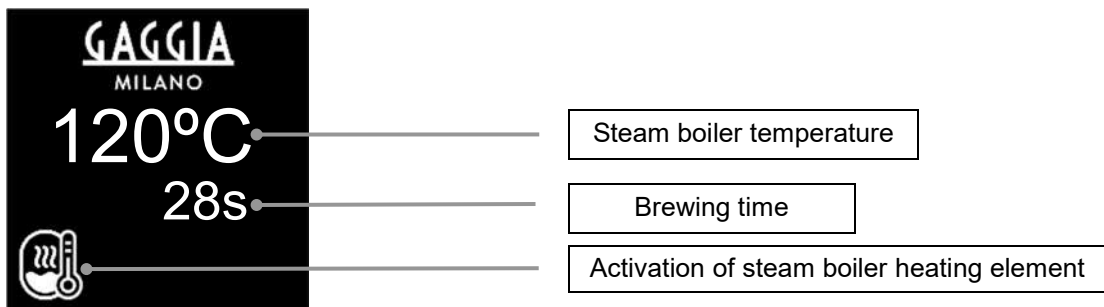 GAGGIA
MILANO
120ºC
Steam boiler temperature
28s
Brewing time
Activation of steam boiler heating element